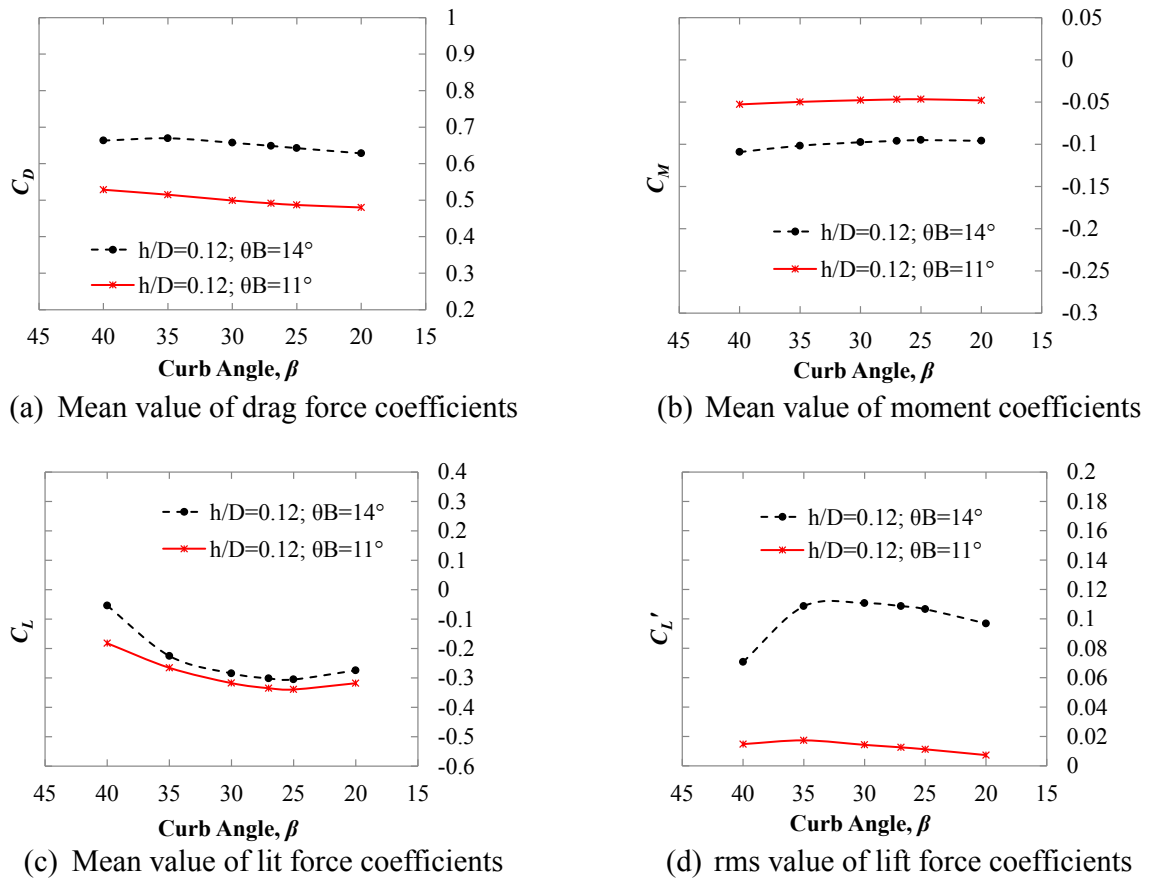 1
0.9
0.8
0.7
0.6
0.5
0.4
0.3
0.2
C_D
h/D=0.12; θB=14°
h/D=0.12; θB=11°
45 40 35 30 25 20 15
Curb Angle, β
(a) Mean value of drag force coefficients
0.05
0
-0.05
-0.1
-0.15
-0.2
-0.25
-0.3
C_M
h/D=0.12; θB=14°
h/D=0.12; θB=11°
45 40 35 30 25 20 15
Curb Angle, β
(b) Mean value of moment coefficients
0.4
0.3
0.2
0.1
0
-0.1
-0.2
-0.3
-0.4
-0.5
-0.6
C_L
h/D=0.12; θB=14°
h/D=0.12; θB=11°
45 40 35 30 25 20 15
Curb Angle, β
(c) Mean value of lit force coefficients
0.2
0.18
0.16
0.14
0.12
0.1
0.08
0.06
0.04
0.02
0
C_L'
h/D=0.12; θB=14°
h/D=0.12; θB=11°
45 40 35 30 25 20 15
Curb Angle, β
(d) rms value of lift force coefficients